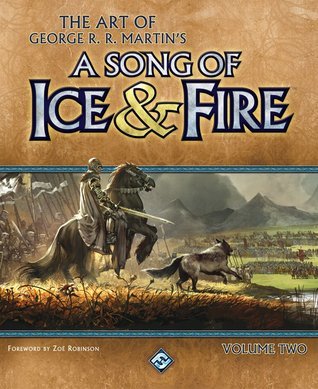 THE ART OF
GEORGE R. R. MARTIN'S
A SONG OF
ICE & FIRE
VOLUME TWO
FOREWORD BY ZOË ROBINSON